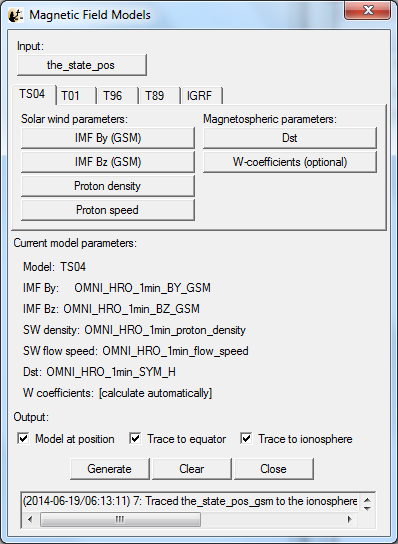 Magnetic Field Models
Input:
the_state_pos
TS04 T01 T96 T89 IGRF
Solar wind parameters: Magnetospheric parameters:
IMF By (GSM) Dst
IMF Bz (GSM) W-coefficients (optional)
Proton density
Proton speed
Current model parameters:
Model: TS04
IMF By: OMNI_HRO_1min_BY_GSM
IMF Bz: OMNI_HRO_1min_BZ_GSM
SW density: OMNI_HRO_1min_proton_density
SW flow speed: OMNI_HRO_1min_flow_speed
Dst: OMNI_HRO_1min_SYM_H
W coefficients: [calculate automatically]
Output:
Model at position Trace to equator Trace to ionosphere
Generate Clear Close
(2014-06-19/06:13:11) 7: Traced the_state_pos_gsm to the ionosphere